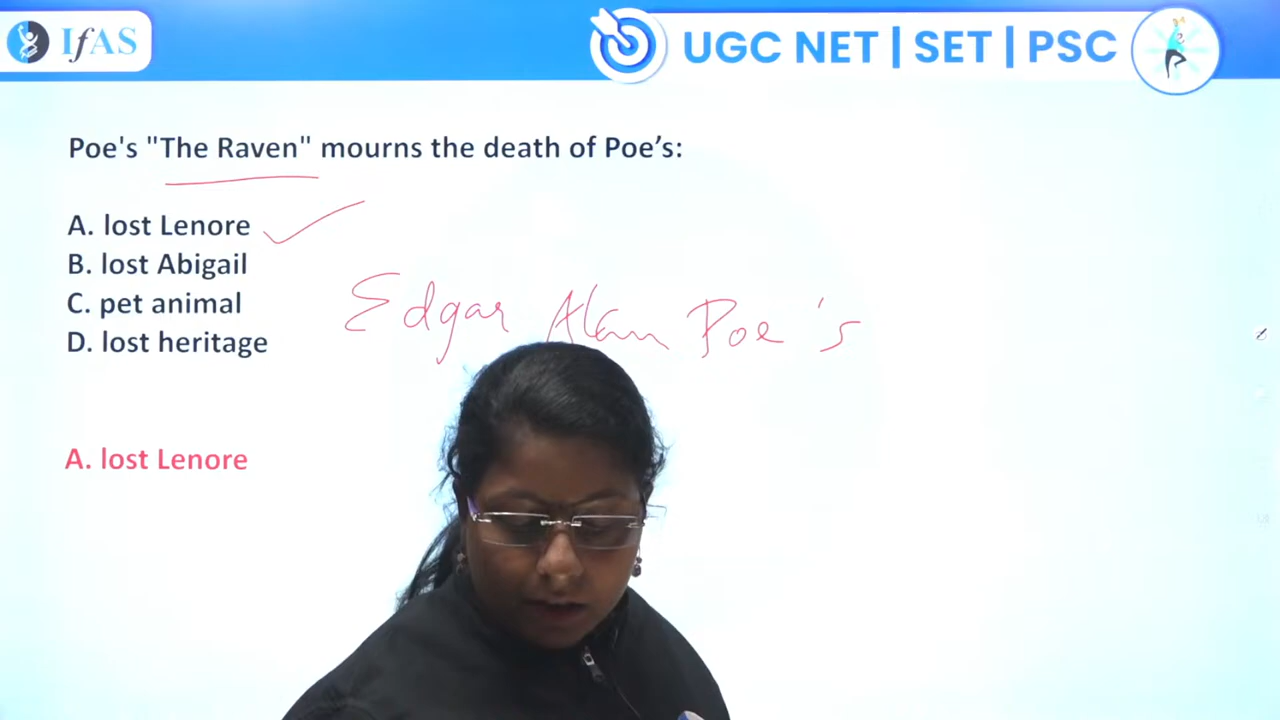 IfAS
UGC NET | SET | PSC
Poe's "The Raven" mourns the death of Poe’s:
A. lost Lenore
B. lost Abigail
C. pet animal
D. lost heritage
Edgar Alan Poe's
A. lost Lenore